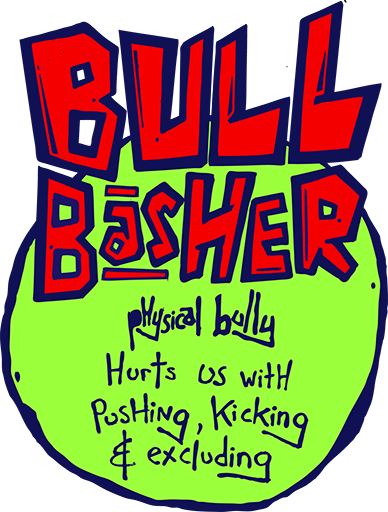 BULL
BāSHER
pHysical bully
Hurts us witH
PusHing, Kicking
& excluding